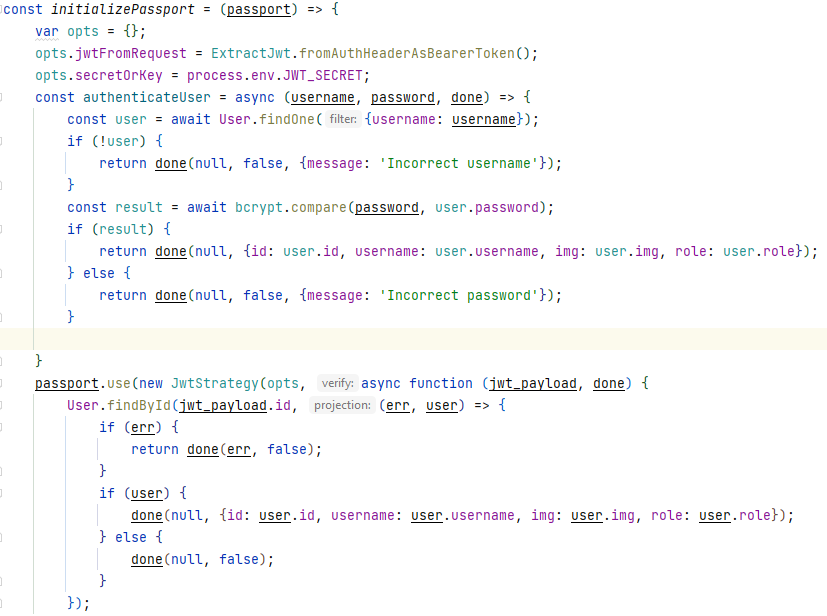 const initializePassport = (passport) => {
    var opts = {};
    opts.jwtFromRequest = ExtractJwt.fromAuthHeaderAsBearerToken();
    opts.secretOrKey = process.env.JWT_SECRET;
    const authenticateUser = async (username, password, done) => {
        const user = await User.findOne( filter: {username: username});
        if (!user) {
            return done(null, false, {message: 'Incorrect username'});
        }
        const result = await bcrypt.compare(password, user.password);
        if (result) {
            return done(null, {id: user.id, username: user.username, img: user.img, role: user.role});
        } else {
            return done(null, false, {message: 'Incorrect password'});
        }
    }
    passport.use(new JwtStrategy(opts, verify: async function (jwt_payload, done) {
        User.findById(jwt_payload.id, projection: (err, user) => {
            if (err) {
                return done(err, false);
            }
            if (user) {
                done(null, {id: user.id, username: user.username, img: user.img, role: user.role});
            } else {
                done(null, false);
            }
        });